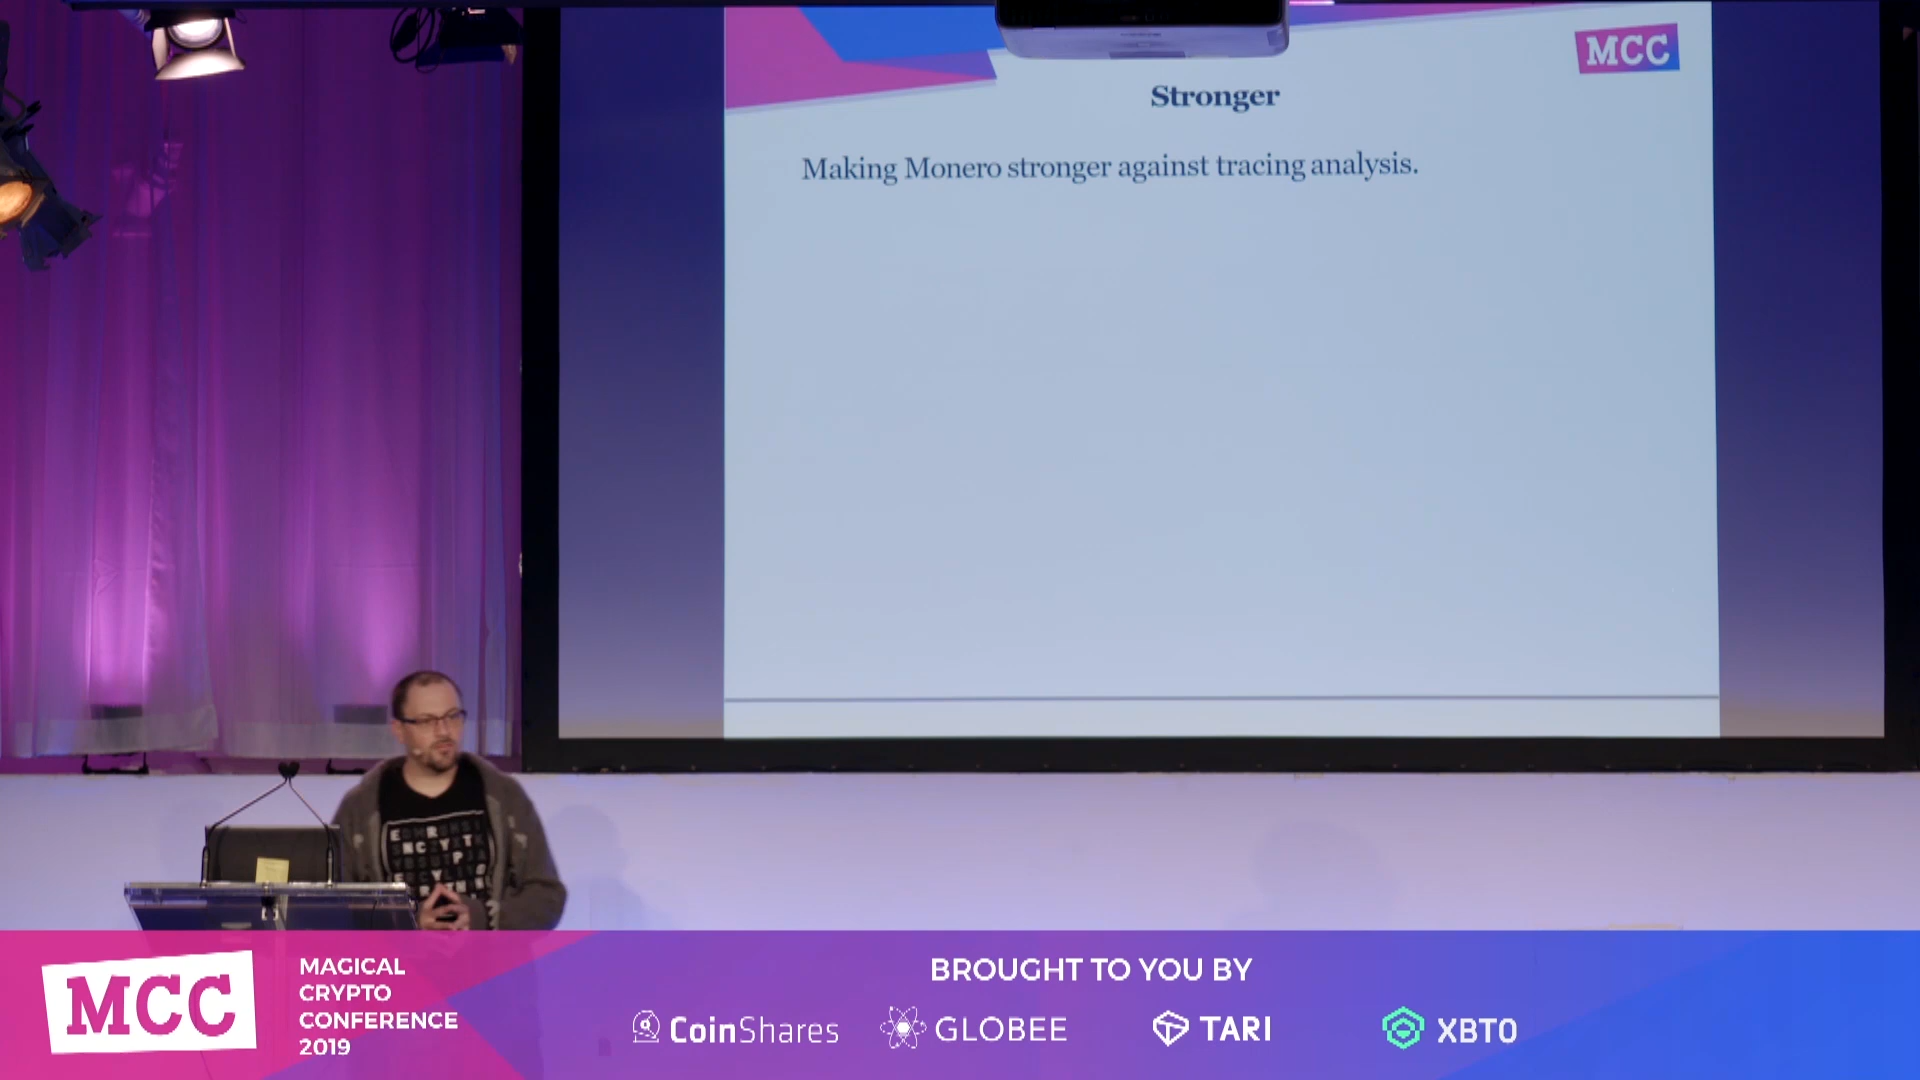 MCC
Stronger
Making Monero stronger against tracing analysis.
MCC
MAGICAL
CRYPTO
CONFERENCE
2019
BROUGHT TO YOU BY
CoinShares
GLOBEE
TARI
XBTO